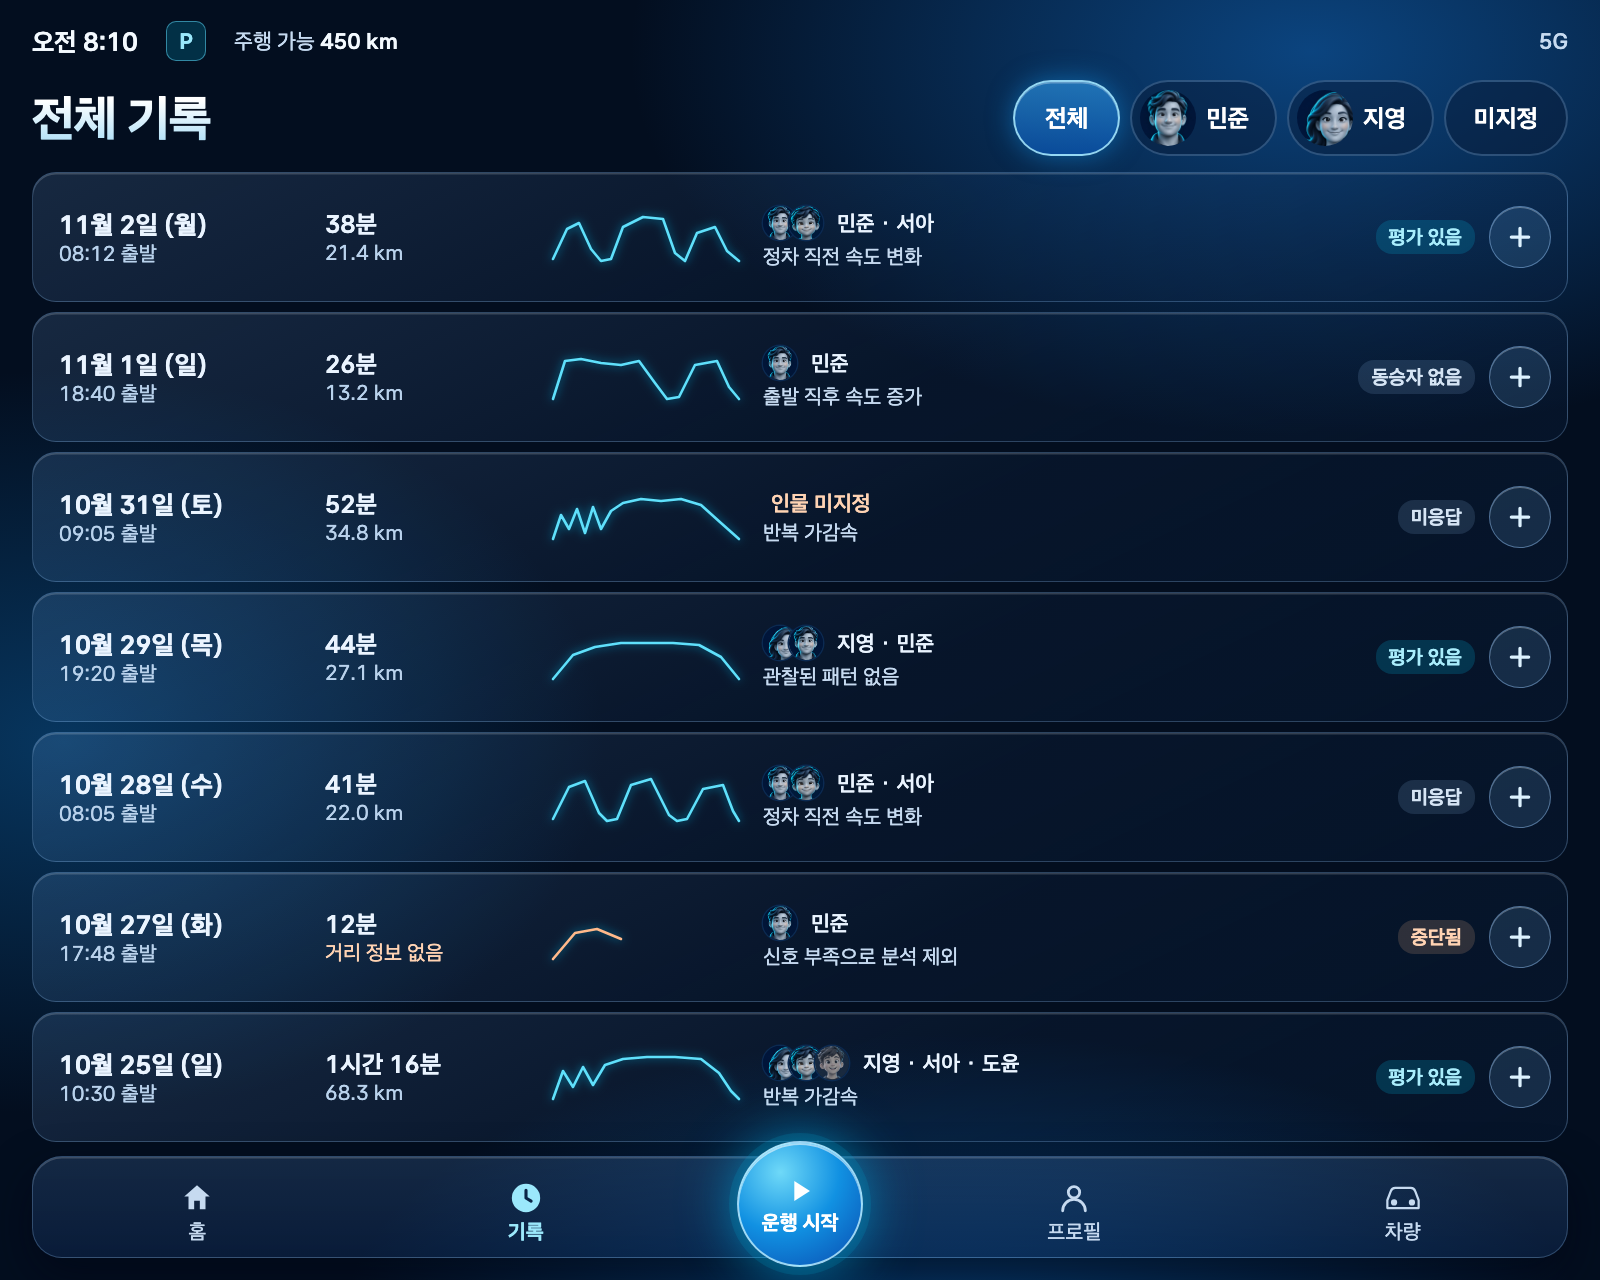 오전 8:10 P 주행 가능 450 km 5G
전체 기록
전체 민준 지영 미지정
11월 2일 (월) 38분 민준 · 서아
08:12 출발 21.4 km 정차 직전 속도 변화 평가 있음
11월 1일 (일) 26분 민준
18:40 출발 13.2 km 출발 직후 속도 증가 동승자 없음
10월 31일 (토) 52분 인물 미지정
09:05 출발 34.8 km 반복 가감속 미응답
10월 29일 (목) 44분 지영 · 민준
19:20 출발 27.1 km 관찰된 패턴 없음 평가 있음
10월 28일 (수) 41분 민준 · 서아
08:05 출발 22.0 km 정차 직전 속도 변화 미응답
10월 27일 (화) 12분 민준
17:48 출발 거리 정보 없음 신호 부족으로 분석 제외 중단됨
10월 25일 (일) 1시간 16분 지영 · 서아 · 도윤
10:30 출발 68.3 km 반복 가감속 평가 있음
홈 기록 운행 시작 프로필 차량